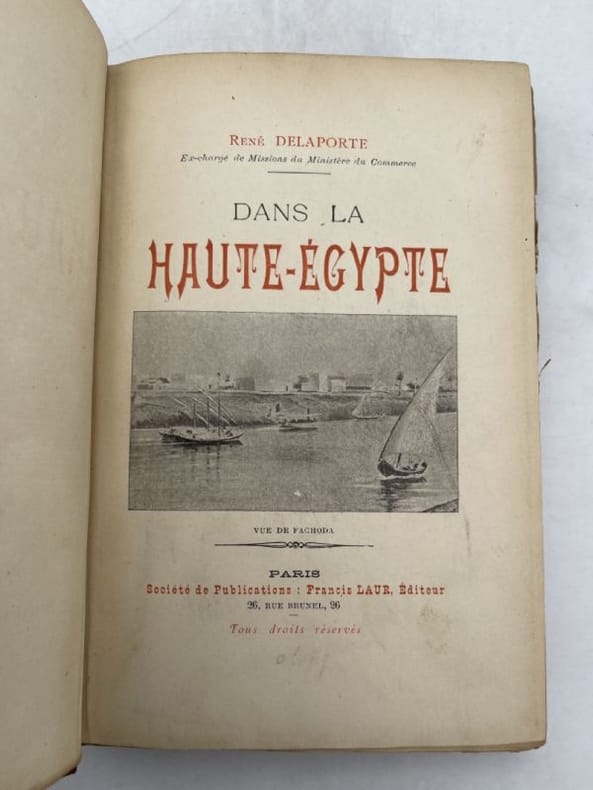 René DELAPORTE
Ex-chargé de Missions du Ministère du Commerce
DANS LA
HAUTE-ÉGYPTE
VUE DE FACHODA
PARIS
Société de Publications : Francis LAUR, Éditeur
26, RUE BRUNEL, 26
Tous droits réservés